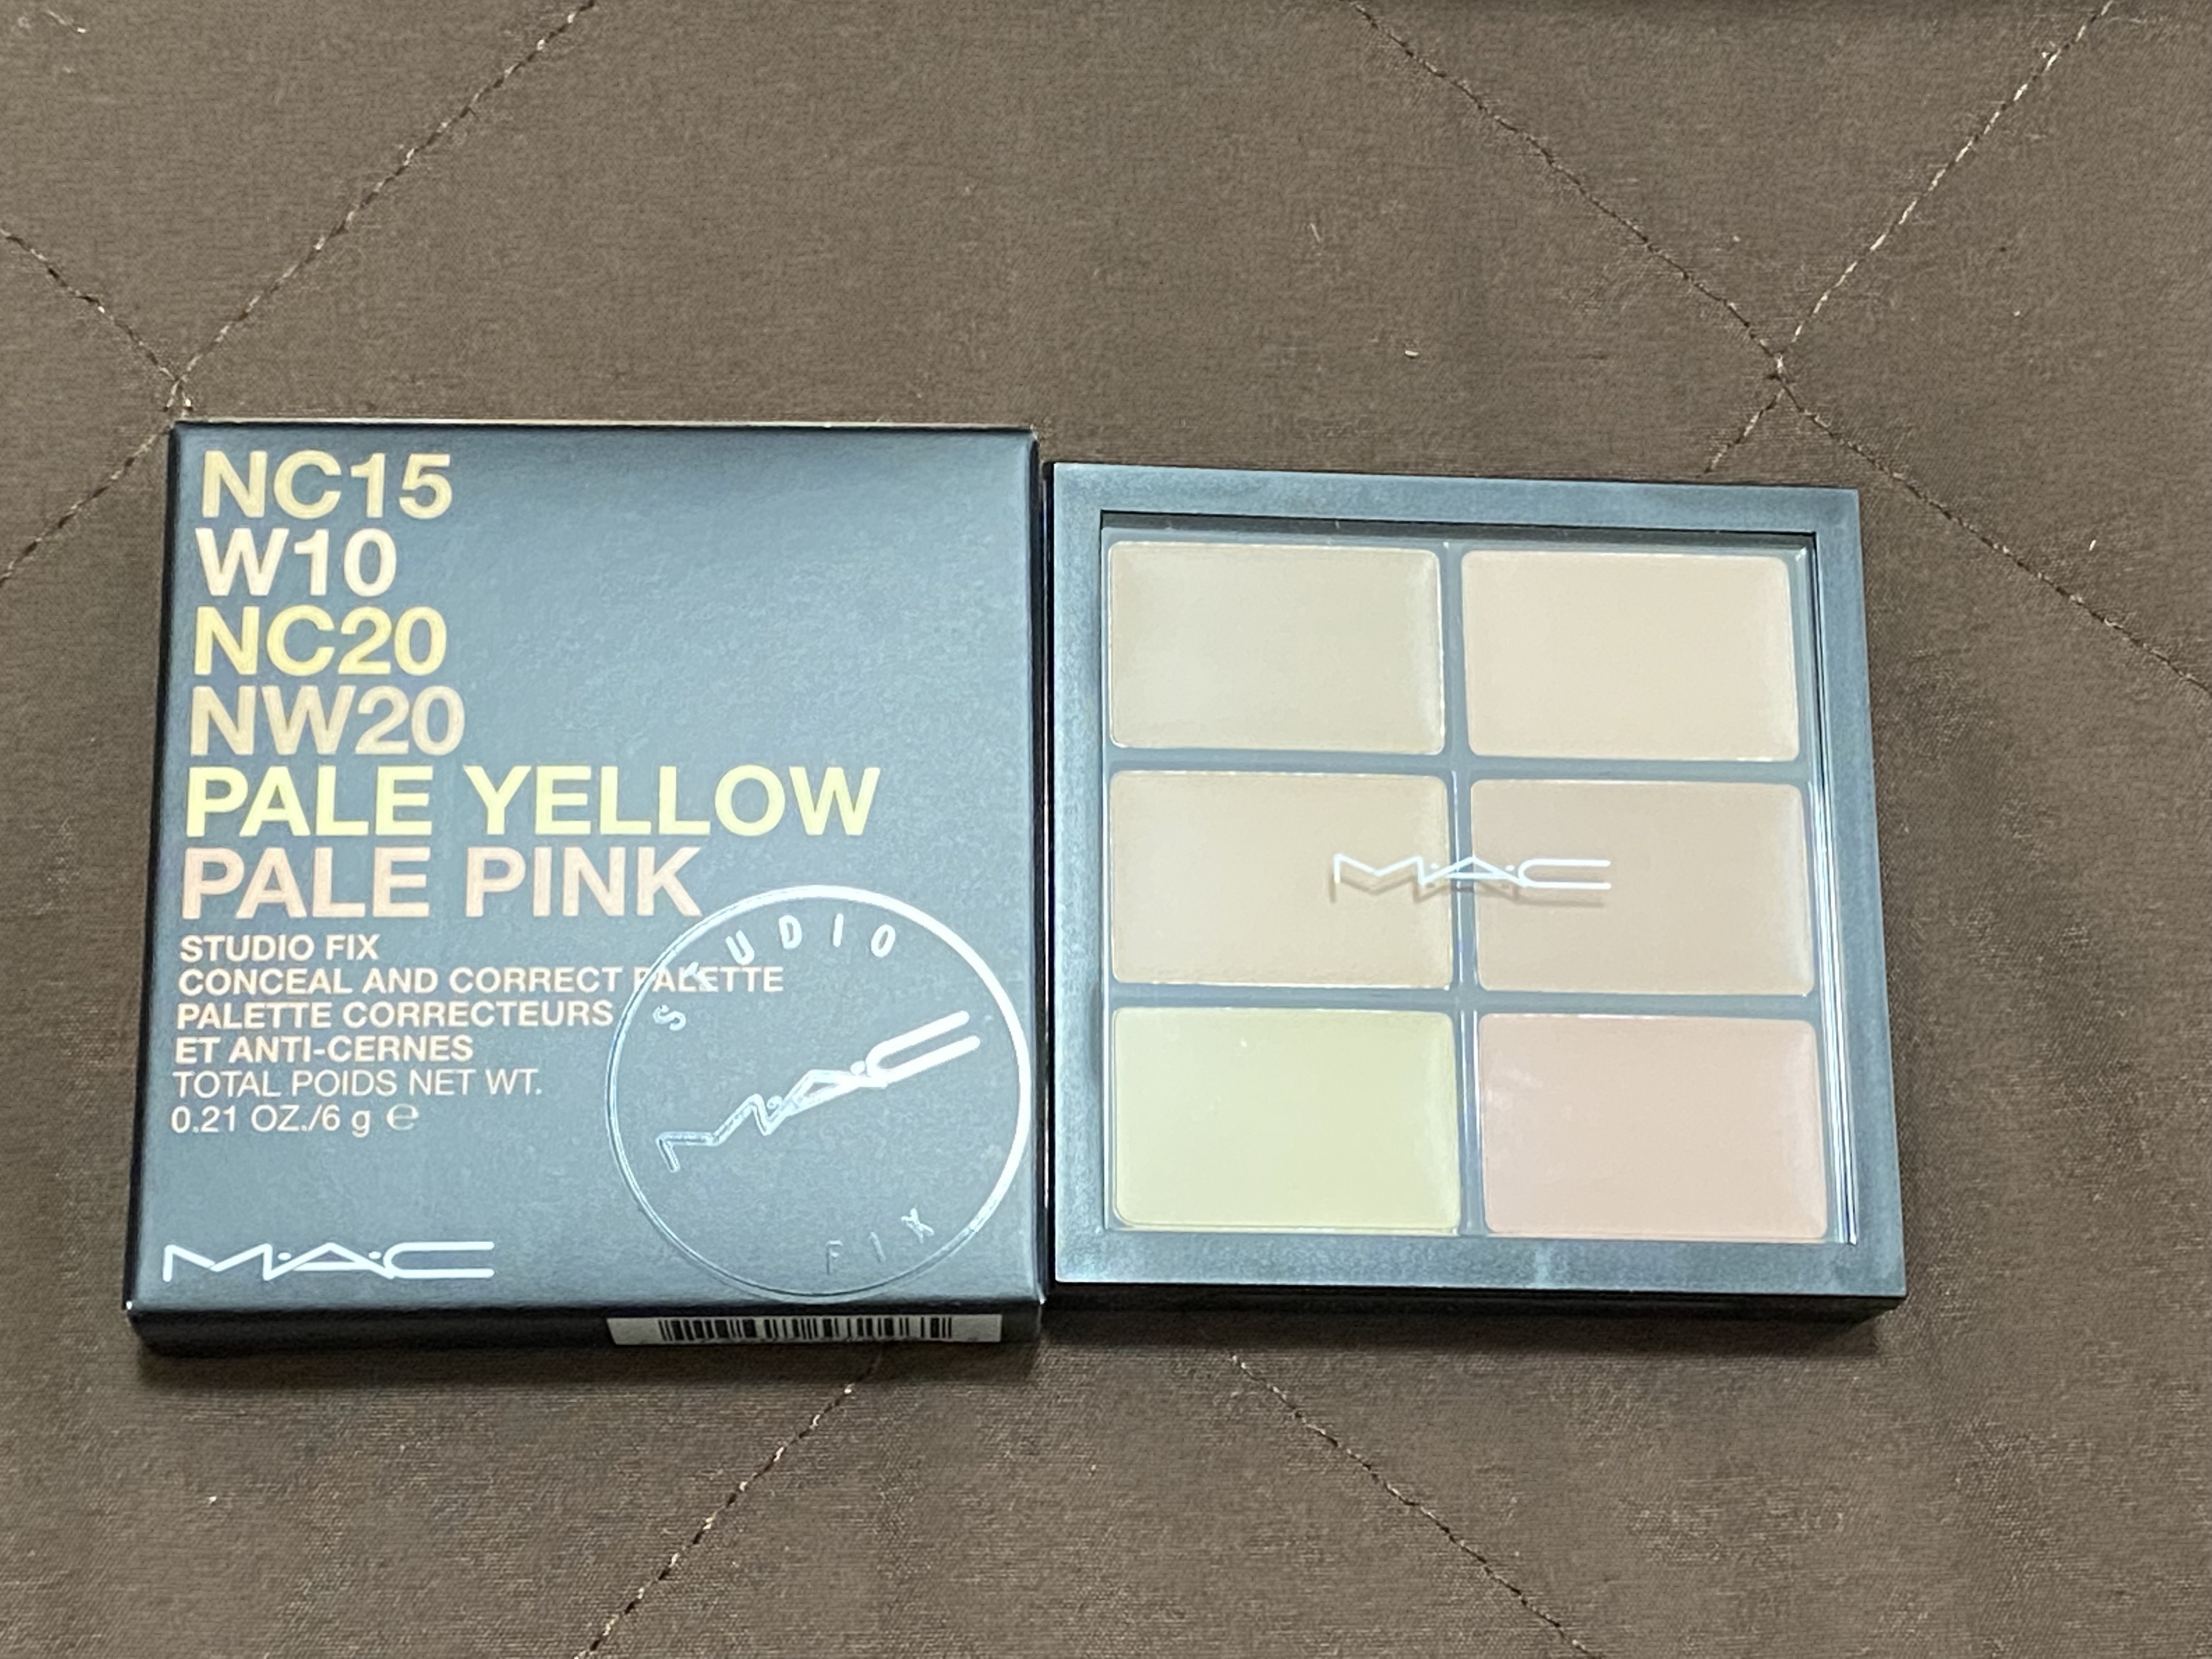 NC15
W10
NC20
NW20
PALE YELLOW
PALE PINK
STUDIO FIX
CONCEAL AND CORRECT PALETTE
PALETTE CORRECTEURS
ET ANTI-CERNES
TOTAL POIDS NET WT.
0.21 OZ./6 g ℮
STUDIO
M·A·C
FIX
M·A·C
M·A·C